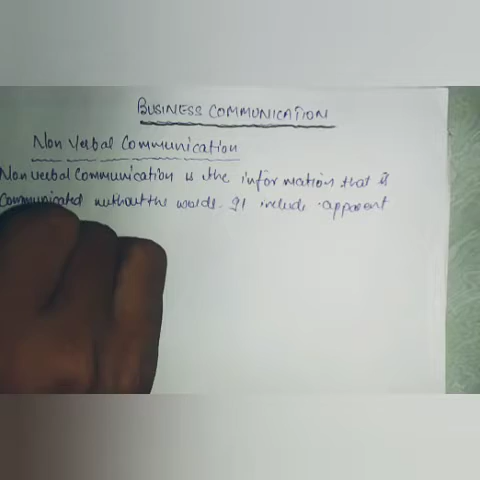 BUSINESS COMMUNICATION
Non Verbal Communication
Non verbal Communication is the information that is
Communicated without the words. It include apparent